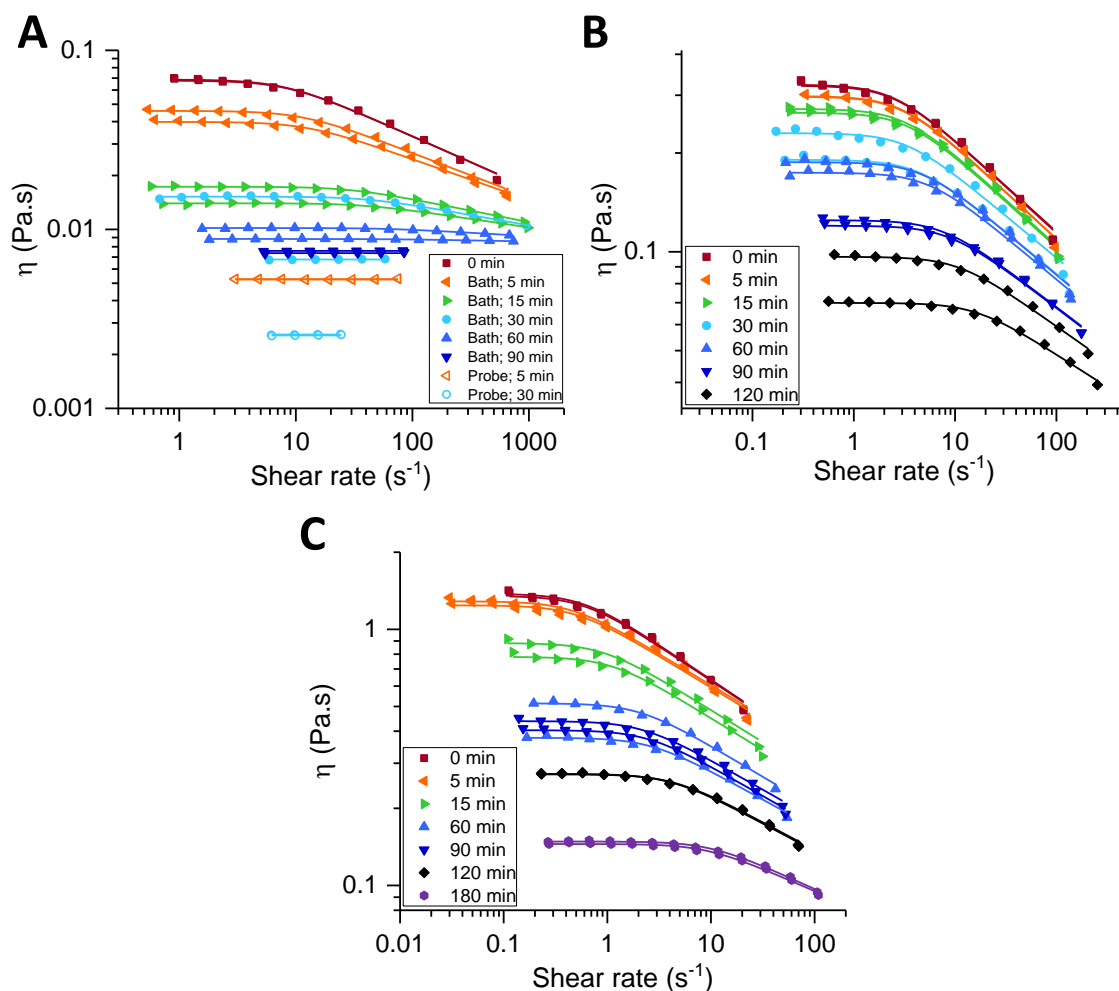 A
0.1
0.01
0.001
η (Pa.s)
1
10
100
1000
Shear rate (s⁻¹)
0 min
Bath; 5 min
Bath; 15 min
Bath; 30 min
Bath; 60 min
Bath; 90 min
Probe; 5 min
Probe; 30 min
B
0.1
η (Pa.s)
0.1
1
10
100
Shear rate (s⁻¹)
0 min
5 min
15 min
30 min
60 min
90 min
120 min
C
1
0.1
η (Pa.s)
0.01
0.1
1
10
100
Shear rate (s⁻¹)
0 min
5 min
15 min
60 min
90 min
120 min
180 min